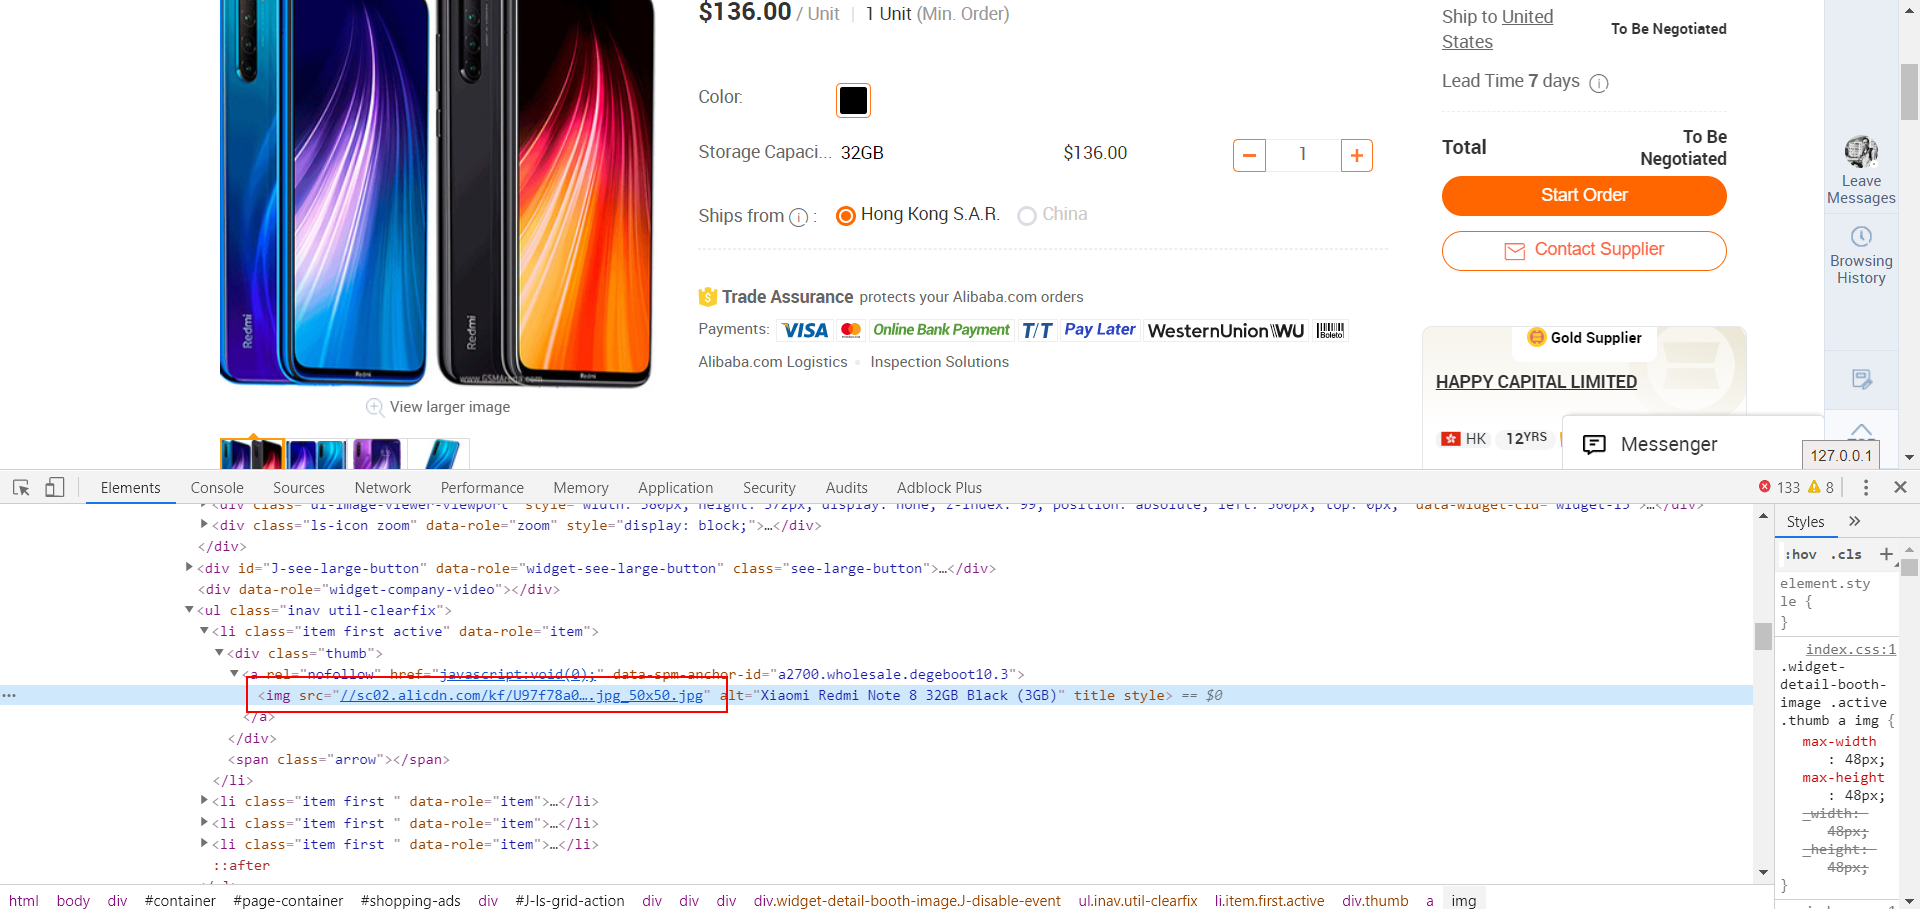 $136.00 / Unit | 1 Unit (Min. Order)
Ship to United States
To Be Negotiated
Lead Time 7 days
Color:
Storage Capaci... 32GB $136.00 − 1 +
Total To Be Negotiated
Start Order
Ships from : Hong Kong S.A.R. China
Contact Supplier
Leave Messages
Browsing History
Trade Assurance protects your Alibaba.com orders
Payments: VISA Online Bank Payment T/T Pay Later WesternUnion WU Boleto
Alibaba.com Logistics Inspection Solutions
Redmi
Redmi
Redmi
Redmi
View larger image
Gold Supplier
HAPPY CAPITAL LIMITED
HK 12YRS
Messenger
127.0.0.1
Elements Console Sources Network Performance Memory Application Security Audits Adblock Plus 133 8
<div class="ls-icon zoom" data-role="zoom" style="display: block;">…</div>
</div>
<div id="J-see-large-button" data-role="widget-see-large-button" class="see-large-button">…</div>
<div data-role="widget-company-video"></div>
<ul class="inav util-clearfix">
<li class="item first active" data-role="item">
<div class="thumb">
<a rel="nofollow" href="javascript:void(0);" data-spm-anchor-id="a2700.wholesale.degeboot10.3">
<img src="//sc02.alicdn.com/kf/U97f78a0….jpg_50x50.jpg" alt="Xiaomi Redmi Note 8 32GB Black (3GB)" title style> == $0
</a>
</div>
<span class="arrow"></span>
</li>
<li class="item first " data-role="item">…</li>
<li class="item first " data-role="item">…</li>
<li class="item first " data-role="item">…</li>
::after
Styles
:hov .cls +
element.sty
le {
}
index.css:1
.widget-
detail-booth-
image .active
.thumb a img {
max-width
: 48px;
max-height
: 48px;
_width:
48px;
_height:
48px;
}
html body div #container #page-container #shopping-ads div #J-ls-grid-action div div div div.widget-detail-booth-image.J-disable-event ul.inav.util-clearfix li.item.first.active div.thumb a img